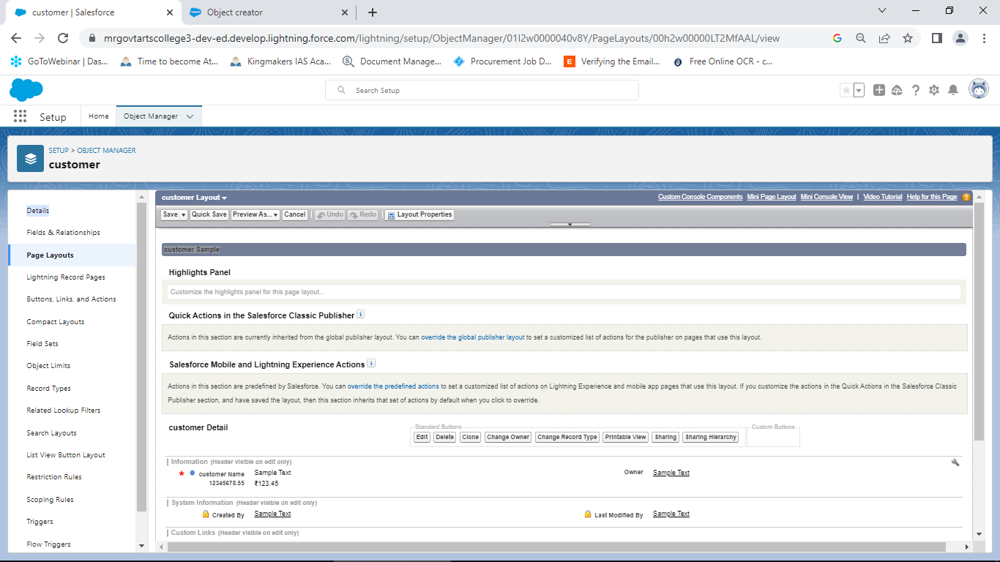 customer | Salesforce
Object creator
mrgovtartscollege3-dev-ed.develop.lightning.force.com/lightning/setup/ObjectManager/01I2w0000040v8Y/PageLayouts/00h2w00000LT2MfAAL/view
GoToWebinar | Das... Time to become At... Kingmakers IAS Aca... Document Manage... Procurement Job D... Verifying the Email... Free Online OCR - c...
Search Setup
Setup Home Object Manager
SETUP > OBJECT MANAGER
customer
Details
Fields & Relationships
Page Layouts
Lightning Record Pages
Buttons, Links, and Actions
Compact Layouts
Field Sets
Object Limits
Record Types
Related Lookup Filters
Search Layouts
List View Button Layout
Restriction Rules
Scoping Rules
Triggers
Flow Triggers
customer Layout
Custom Console Components Mini Page Layout Mini Console View | Video Tutorial Help for this Page
Save Quick Save Preview As... Cancel Undo Redo Layout Properties
customer Sample
Highlights Panel
Customize the highlights panel for this page layout...
Quick Actions in the Salesforce Classic Publisher
Actions in this section are currently inherited from the global publisher layout. You can override the global publisher layout to set a customized list of actions for the publisher on pages that use this layout.
Salesforce Mobile and Lightning Experience Actions
Actions in this section are predefined by Salesforce. You can override the predefined actions to set a customized list of actions on Lightning Experience and mobile app pages that use this layout. If you customize the actions in the Quick Actions in the Salesforce Classic
Publisher section, and have saved the layout, then this section inherits that set of actions by default when you click to override.
customer Detail
Standard Buttons
Edit Delete Clone Change Owner Change Record Type Printable View Sharing Sharing Hierarchy
Custom Buttons
Information (Header visible on edit only)
customer Name Sample Text Owner Sample Text
12345678.55 ₹123.45
System Information (Header visible on edit only)
Created By Sample Text Last Modified By Sample Text
Custom Links (Header visible on edit only)